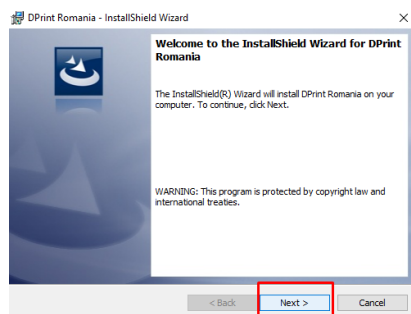 DPrint Romania - InstallShield Wizard
Welcome to the InstallShield Wizard for DPrint
Romania
The InstallShield(R) Wizard will install DPrint Romania on your
computer. To continue, click Next.
WARNING: This program is protected by copyright law and
international treaties.
< Back Next > Cancel